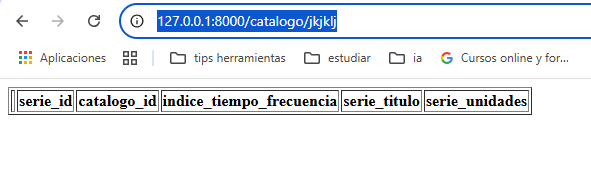 127.0.0.1:8000/catalogo/jkjklj
Aplicaciones tips herramientas estudiar ia Cursos online y for...
serie_id catalogo_id indice_tiempo_frecuencia serie_titulo serie_unidades